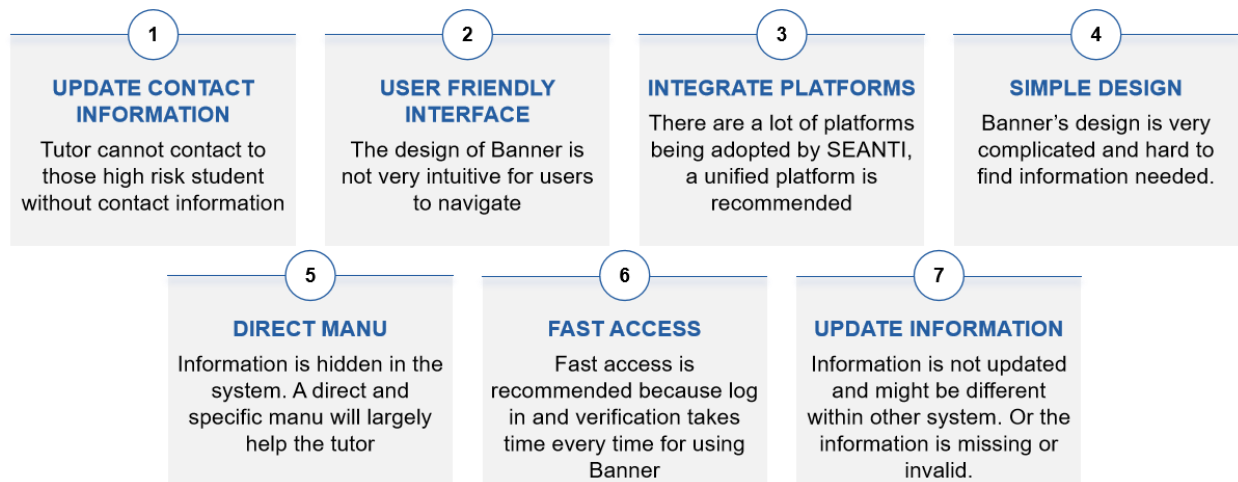 1
UPDATE CONTACT
INFORMATION
Tutor cannot contact to
those high risk student
without contact information
2
USER FRIENDLY
INTERFACE
The design of Banner is
not very intuitive for users
to navigate
3
INTEGRATE PLATFORMS
There are a lot of platforms
being adopted by SEANTI,
a unified platform is
recommended
4
SIMPLE DESIGN
Banner’s design is very
complicated and hard to
find information needed.
5
DIRECT MANU
Information is hidden in the
system. A direct and
specific manu will largely
help the tutor
6
FAST ACCESS
Fast access is
recommended because log
in and verification takes
time every time for using
Banner
7
UPDATE INFORMATION
Information is not updated
and might be different
within other system. Or the
information is missing or
invalid.